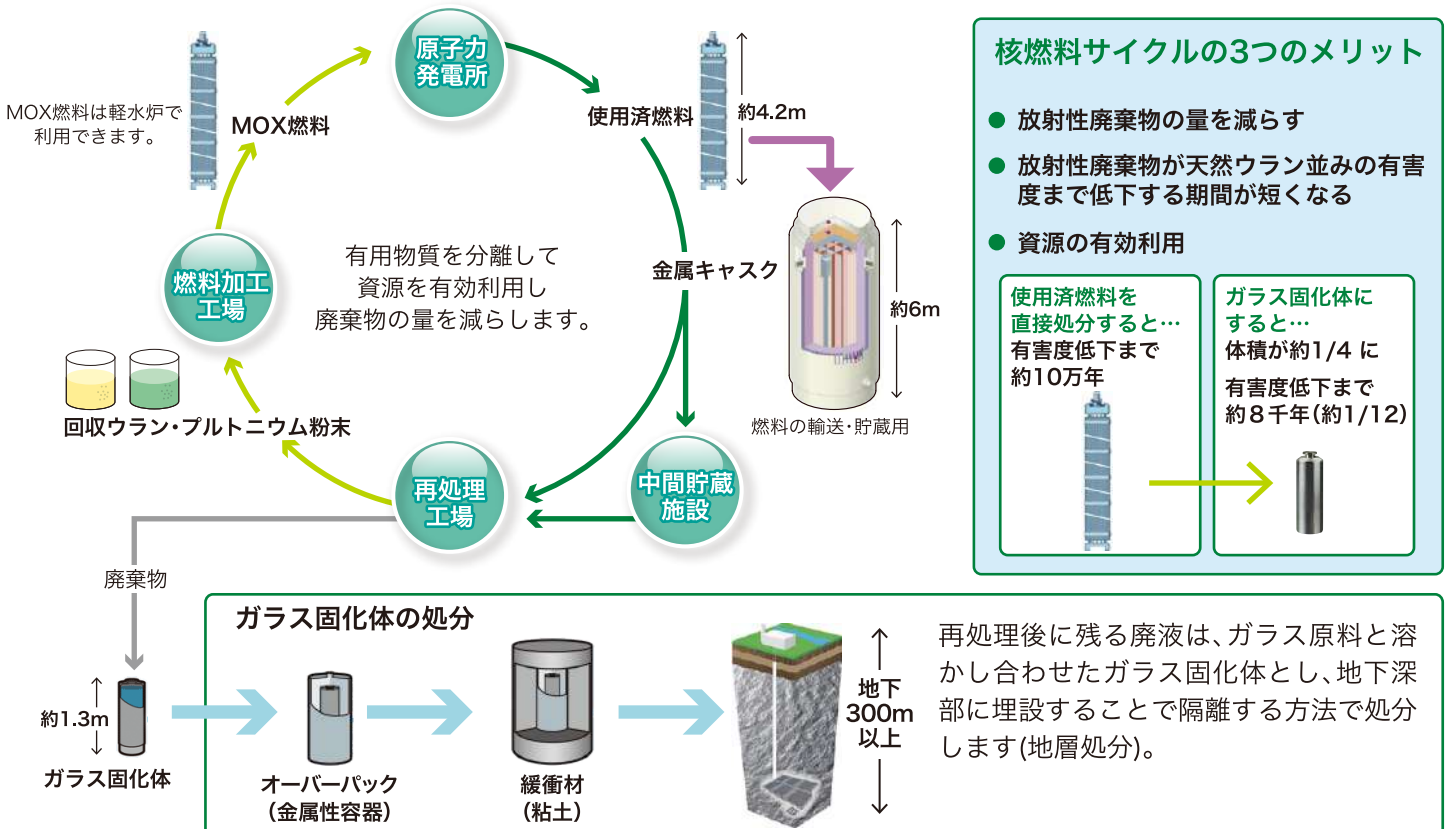 原子力
発電所
使用済燃料
約4.2m
MOX燃料は軽水炉で
利用できます。
MOX燃料
燃料加工
工場
有用物質を分離して
資源を有効利用し
廃棄物の量を減らします。
金属キャスク
約6m
燃料の輸送・貯蔵用
回収ウラン・プルトニウム粉末
再処理
工場
中間貯蔵
施設
廃棄物
核燃料サイクルの3つのメリット
● 放射性廃棄物の量を減らす
● 放射性廃棄物が天然ウラン並みの有害
度まで低下する期間が短くなる
● 資源の有効利用
使用済燃料を
直接処分すると…
有害度低下まで
約10万年
ガラス固化体に
すると…
体積が約1/4 に
有害度低下まで
約8千年(約1/12)
ガラス固化体の処分
約1.3m
ガラス固化体
オーバーパック
(金属性容器)
緩衝材
(粘土)
地下
300m
以上
再処理後に残る廃液は、ガラス原料と溶
かし合わせたガラス固化体とし、地下深
部に埋設することで隔離する方法で処分
します(地層処分)。